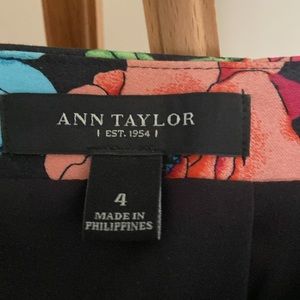 ANN TAYLOR
| EST. 1954 |
4
MADE IN
PHILIPPINES